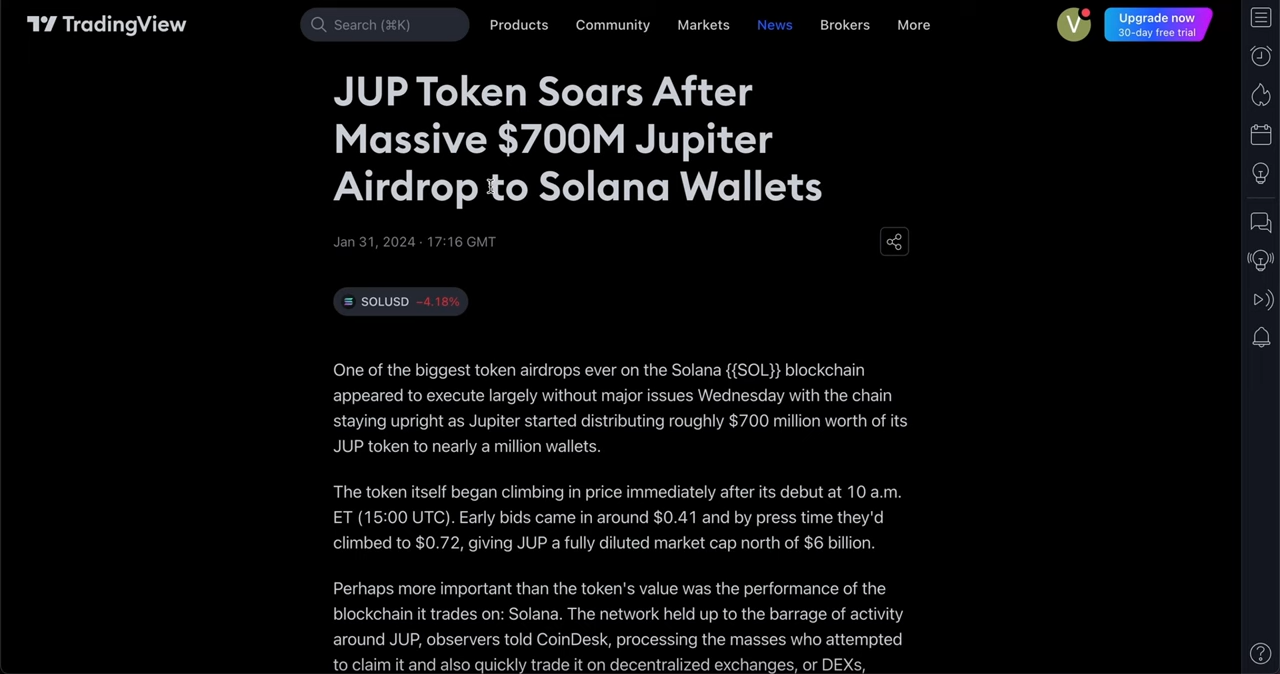 TradingView
Search (⌘K)
Products
Community
Markets
News
Brokers
More
V
Upgrade now
30-day free trial
JUP Token Soars After
Massive $700M Jupiter
Airdrop to Solana Wallets
Jan 31, 2024 · 17:16 GMT
SOLUSD −4.18%
One of the biggest token airdrops ever on the Solana {{SOL}} blockchain
appeared to execute largely without major issues Wednesday with the chain
staying upright as Jupiter started distributing roughly $700 million worth of its
JUP token to nearly a million wallets.
The token itself began climbing in price immediately after its debut at 10 a.m.
ET (15:00 UTC). Early bids came in around $0.41 and by press time they'd
climbed to $0.72, giving JUP a fully diluted market cap north of $6 billion.
Perhaps more important than the token's value was the performance of the
blockchain it trades on: Solana. The network held up to the barrage of activity
around JUP, observers told CoinDesk, processing the masses who attempted
to claim it and also quickly trade it on decentralized exchanges, or DEXs,